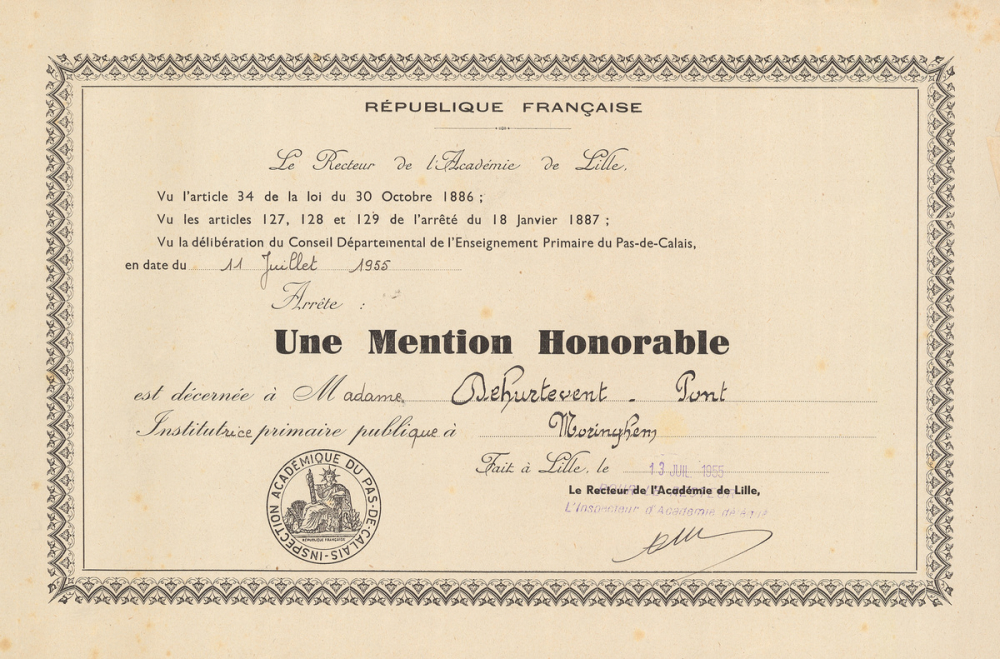 RÉPUBLIQUE FRANÇAISE
Le Recteur de l'Académie de Lille,
Vu l'article 34 de la loi du 30 Octobre 1886 ;
Vu les articles 127, 128 et 129 de l'arrêté du 18 Janvier 1887 ;
Vu la délibération du Conseil Départemental de l'Enseignement Primaire du Pas-de-Calais,
en date du 11 Juillet 1955
Arrête :
Une Mention Honorable
est décernée à Madame Dehurtevent - Pont
Institutrice primaire publique à Moringhem
Fait à Lille, le 13 JUIL 1955
Le Recteur de l'Académie de Lille,
L'Inspecteur d'Académie
INSPECTION ACADÉMIQUE DU PAS-DE-CALAIS
RÉPUBLIQUE FRANÇAISE